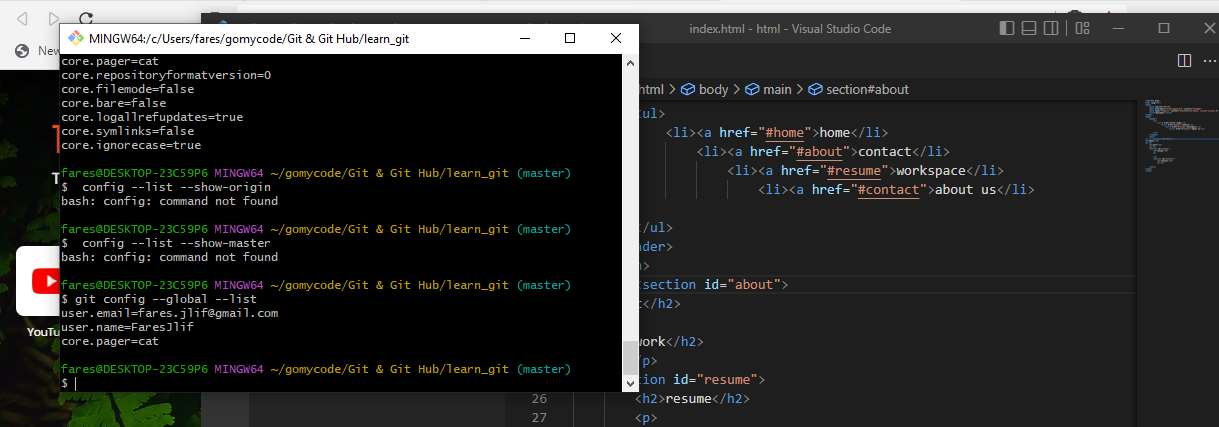 New
T
T
YouTu
MINGW64:/c/Users/fares/gomycode/Git & Git Hub/learn_git
core.pager=cat
core.repositoryformatversion=0
core.filemode=false
core.bare=false
core.logallrefupdates=true
core.symlinks=false
core.ignorecase=true
fares@DESKTOP-23C59P6 MINGW64 ~/gomycode/Git & Git Hub/learn_git (master)
$  config --list --show-origin
bash: config: command not found
fares@DESKTOP-23C59P6 MINGW64 ~/gomycode/Git & Git Hub/learn_git (master)
$  config --list --show-master
bash: config: command not found
fares@DESKTOP-23C59P6 MINGW64 ~/gomycode/Git & Git Hub/learn_git (master)
$ git config --global --list
user.email=fares.jlif@gmail.com
user.name=FaresJlif
core.pager=cat
fares@DESKTOP-23C59P6 MINGW64 ~/gomycode/Git & Git Hub/learn_git (master)
$
index.html - html - Visual Studio Code
html > body > main > section#about
ul>
<li><a href="#home">home</li>
<li><a href="#about">contact</li>
<li><a href="#resume">workspace</li>
<li><a href="#contact">about us</li>
</ul>
ader>
>
section id="about">
t</h2>
work</h2>
/p>
tion id="resume">
26 <h2>resume</h2>
27 <p>